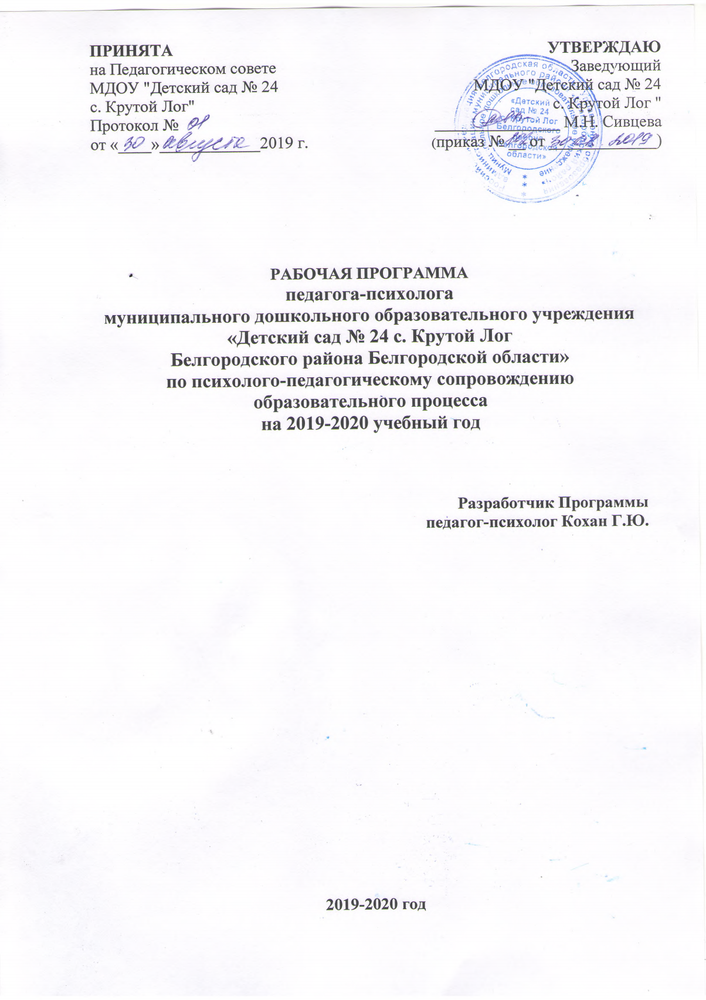 ПРИНЯТА
на Педагогическом совете
МДОУ "Детский сад № 24
с. Крутой Лог"
Протокол № 01
от «30» августа 2019 г.
УТВЕРЖДАЮ
Заведующий
МДОУ "Детский сад № 24
с. Крутой Лог "
М.Н. Сивцева
(приказ № от 30.08 2019)
«Детский
сад № 24
с. Крутой Лог
Белгородского
района
Белгородской
области»
РАБОЧАЯ ПРОГРАММА
педагога-психолога
муниципального дошкольного образовательного учреждения
«Детский сад № 24 с. Крутой Лог
Белгородского района Белгородской области»
по психолого-педагогическому сопровождению
образовательного процесса
на 2019-2020 учебный год
Разработчик Программы
педагог-психолог Кохан Г.Ю.
2019-2020 год